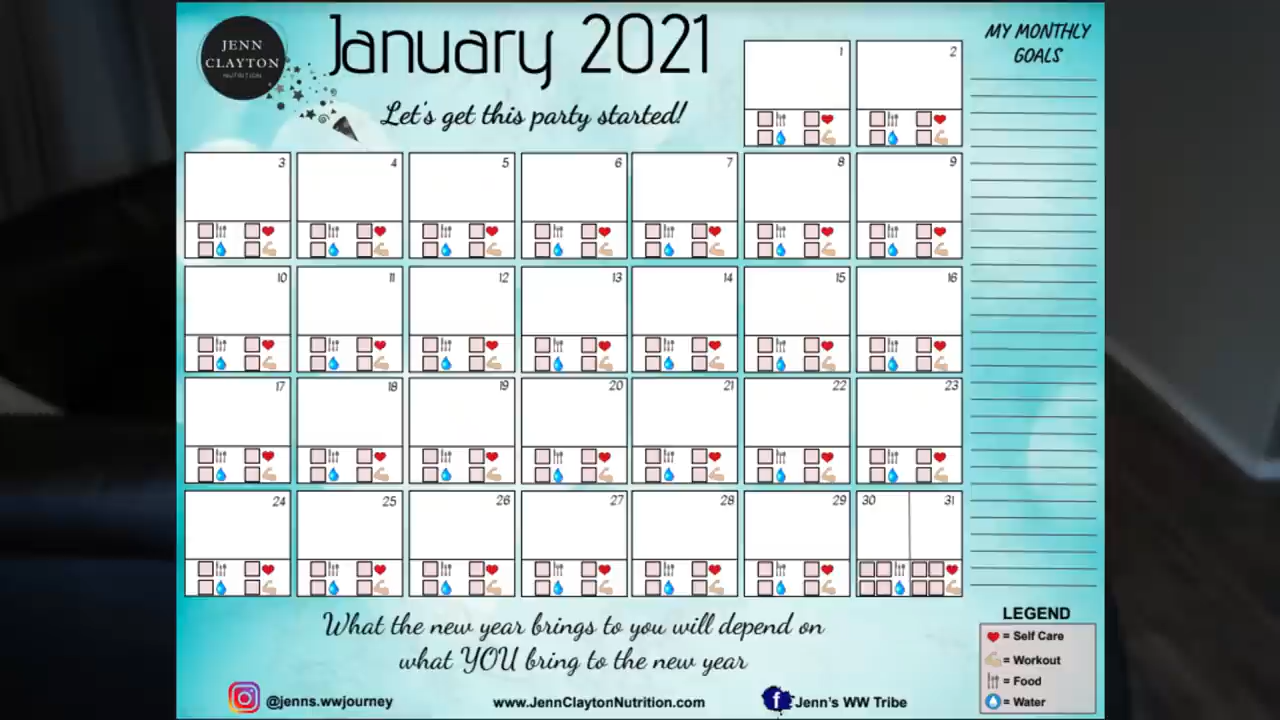 JENN
CLAYTON
NUTRITION
January 2021
Let's get this party started!
MY MONTHLY
GOALS
1 2
3 4 5 6 7 8 9
10 11 12 13 14 15 16
17 18 19 20 21 22 23
24 25 26 27 28 29 30 31
What the new year brings to you will depend on
what YOU bring to the new year
LEGEND
= Self Care
= Workout
= Food
= Water
@jenns.wwjourney
www.JennClaytonNutrition.com
Jenn's WW Tribe